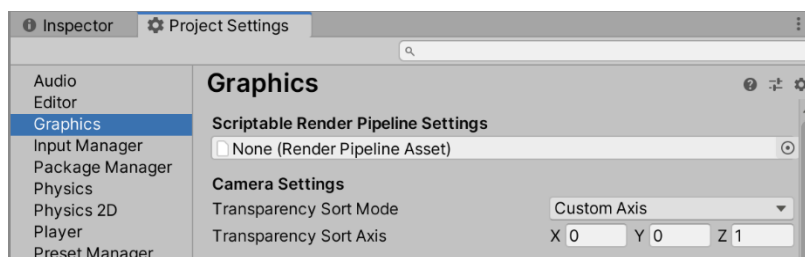 Inspector Project Settings
Audio
Editor
Graphics
Input Manager
Package Manager
Physics
Physics 2D
Player
Preset Manager
Graphics
Scriptable Render Pipeline Settings
None (Render Pipeline Asset)
Camera Settings
Transparency Sort Mode Custom Axis
Transparency Sort Axis X 0 Y 0 Z 1